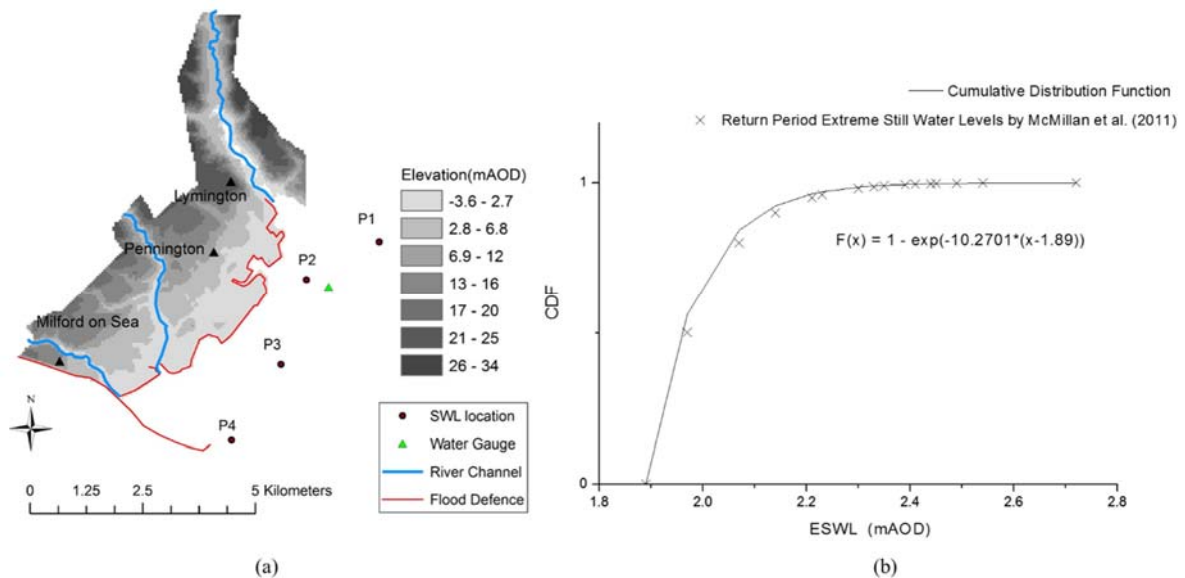 Lymington
Pennington
Milford on Sea
P1
P2
P3
P4
N
0 1.25 2.5 5 Kilometers
Elevation(mAOD)
-3.6 - 2.7
2.8 - 6.8
6.9 - 12
13 - 16
17 - 20
21 - 25
26 - 34
SWL location
Water Gauge
River Channel
Flood Defence
(a)
Cumulative Distribution Function
Return Period Extreme Still Water Levels by McMillan et al. (2011)
1
F(x) = 1 - exp(-10.2701*(x-1.89))
CDF
0
1.8 2.0 2.2 2.4 2.6 2.8
ESWL (mAOD)
(b)